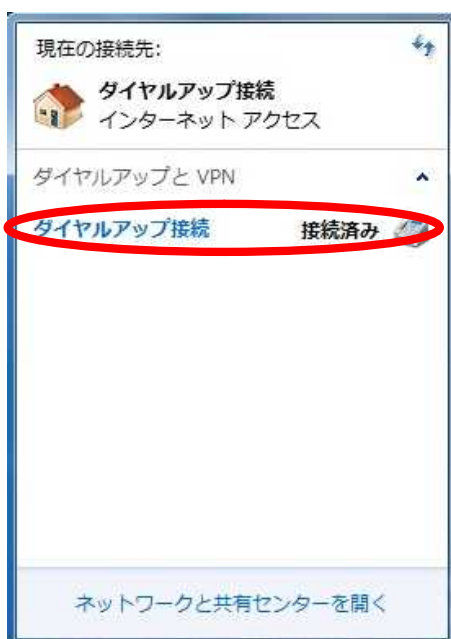 現在の接続先:
ダイヤルアップ接続
インターネット アクセス
ダイヤルアップと VPN
ダイヤルアップ接続 接続済み
ネットワークと共有センターを開く